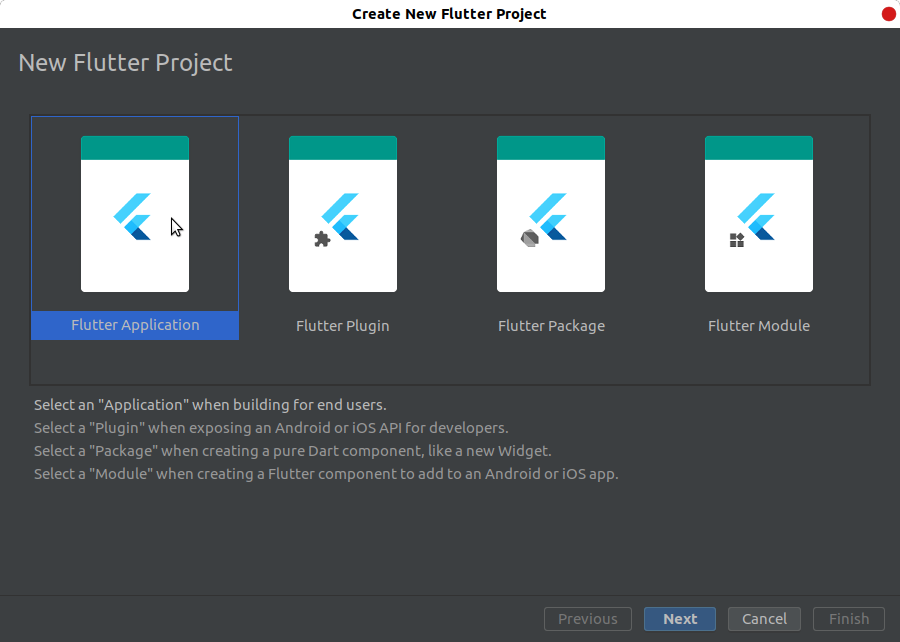 Create New Flutter Project
New Flutter Project
Flutter Application
Flutter Plugin
Flutter Package
Flutter Module
Select an "Application" when building for end users.
Select a "Plugin" when exposing an Android or iOS API for developers.
Select a "Package" when creating a pure Dart component, like a new Widget.
Select a "Module" when creating a Flutter component to add to an Android or iOS app.
Previous
Next
Cancel
Finish